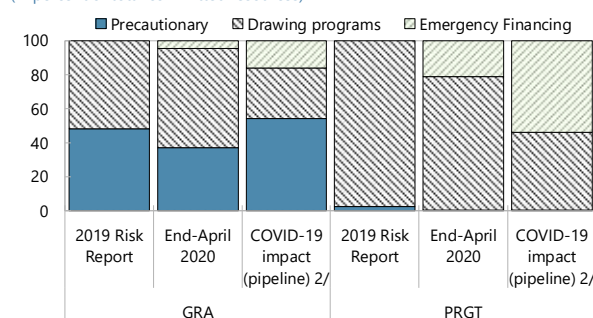 Precautionary Drawing programs Emergency Financing
100
80
60
40
20
0
2019 Risk Report
End-April 2020
COVID-19 impact (pipeline) 2/
2019 Risk Report
End-April 2020
COVID-19 impact (pipeline) 2/
GRA
PRGT